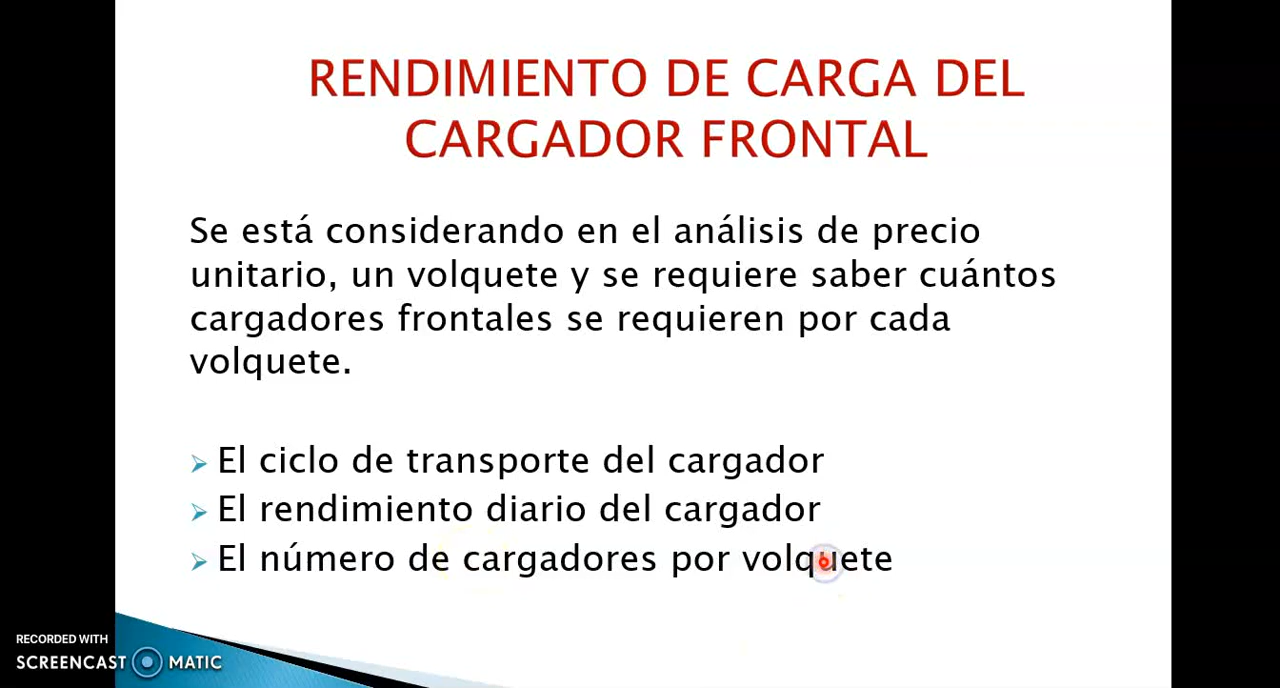 RENDIMIENTO DE CARGA DEL
CARGADOR FRONTAL
Se está considerando en el análisis de precio
unitario, un volquete y se requiere saber cuántos
cargadores frontales se requieren por cada
volquete.
El ciclo de transporte del cargador
El rendimiento diario del cargador
El número de cargadores por volquete
RECORDED WITH
SCREENCAST MATIC